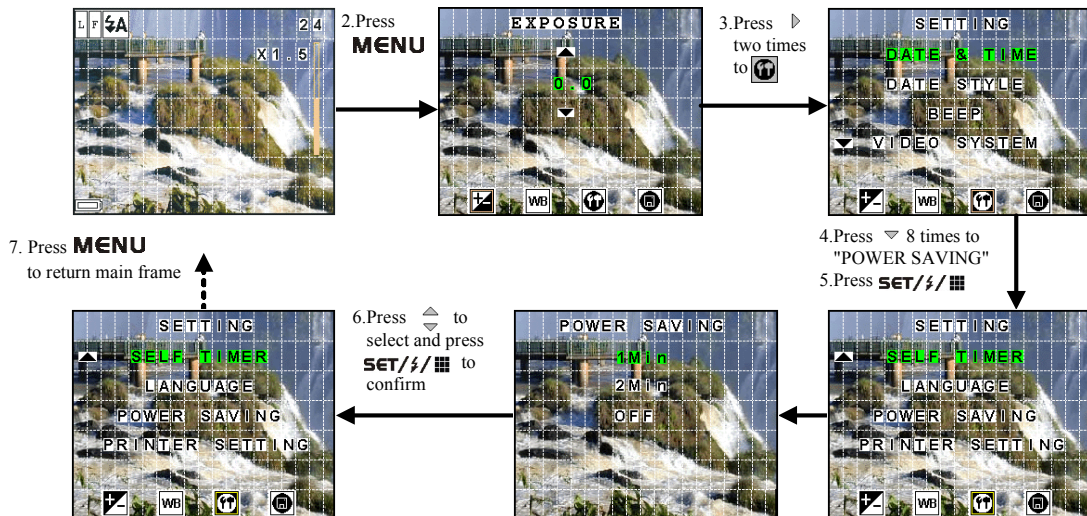 L F ⚡A 24
X1.5
2.Press
MENU
EXPOSURE
0.0
WB
3.Press
two times
to
SETTING
DATE & TIME
DATE STYLE
BEEP
VIDEO SYSTEM
WB
4.Press 8 times to
"POWER SAVING"
5.Press SET/⚡/
SETTING
SELF TIMER
LANGUAGE
POWER SAVING
PRINTER SETTING
WB
POWER SAVING
1Min
2Min
OFF
6.Press to
select and press
SET/⚡/ to
confirm
SETTING
SELF TIMER
LANGUAGE
POWER SAVING
PRINTER SETTING
WB
7. Press MENU
to return main frame